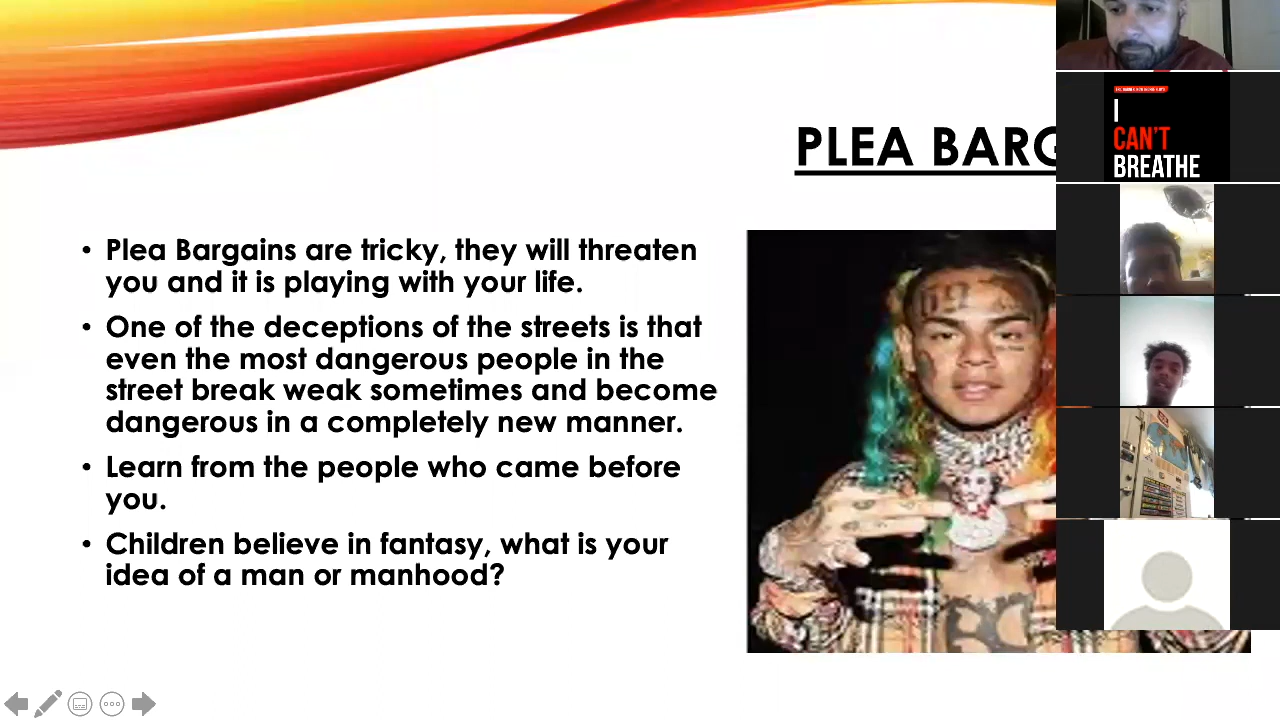 PLEA BARG
• Plea Bargains are tricky, they will threaten
you and it is playing with your life.
• One of the deceptions of the streets is that
even the most dangerous people in the
street break weak sometimes and become
dangerous in a completely new manner.
• Learn from the people who came before
you.
• Children believe in fantasy, what is your
idea of a man or manhood?
I
CAN'T
BREATHE